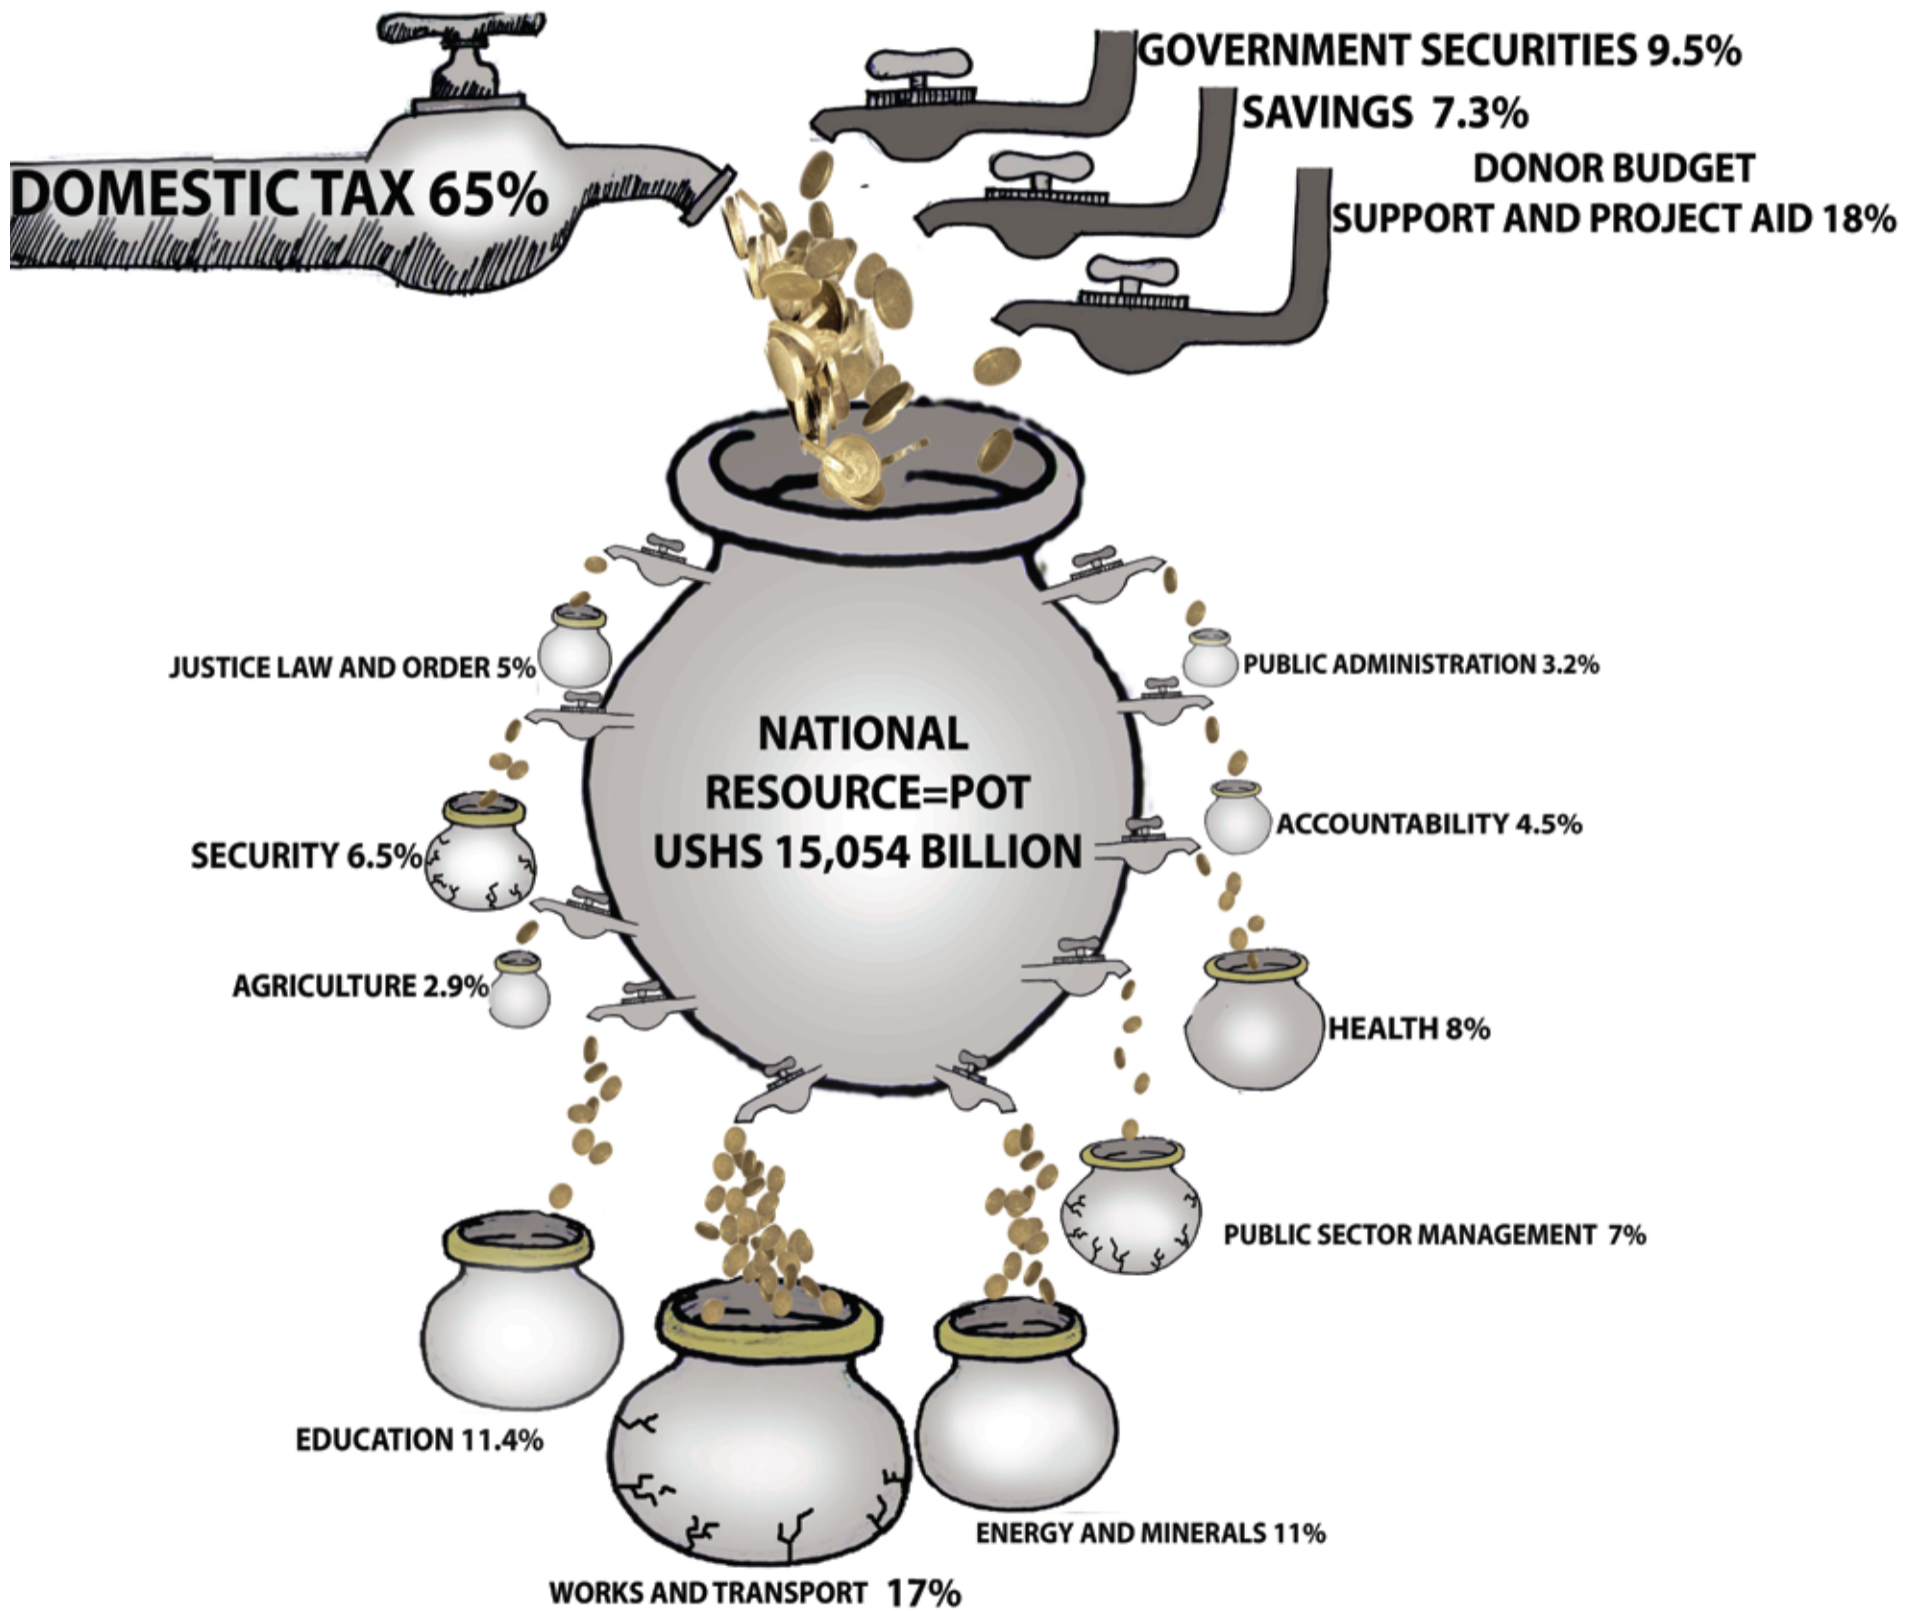 DOMESTIC TAX 65%
GOVERNMENT SECURITIES 9.5%
SAVINGS 7.3%
DONOR BUDGET
SUPPORT AND PROJECT AID 18%
NATIONAL
RESOURCE=POT
USHS 15,054 BILLION
JUSTICE LAW AND ORDER 5%
SECURITY 6.5%
AGRICULTURE 2.9%
EDUCATION 11.4%
WORKS AND TRANSPORT 17%
ENERGY AND MINERALS 11%
PUBLIC SECTOR MANAGEMENT 7%
HEALTH 8%
ACCOUNTABILITY 4.5%
PUBLIC ADMINISTRATION 3.2%